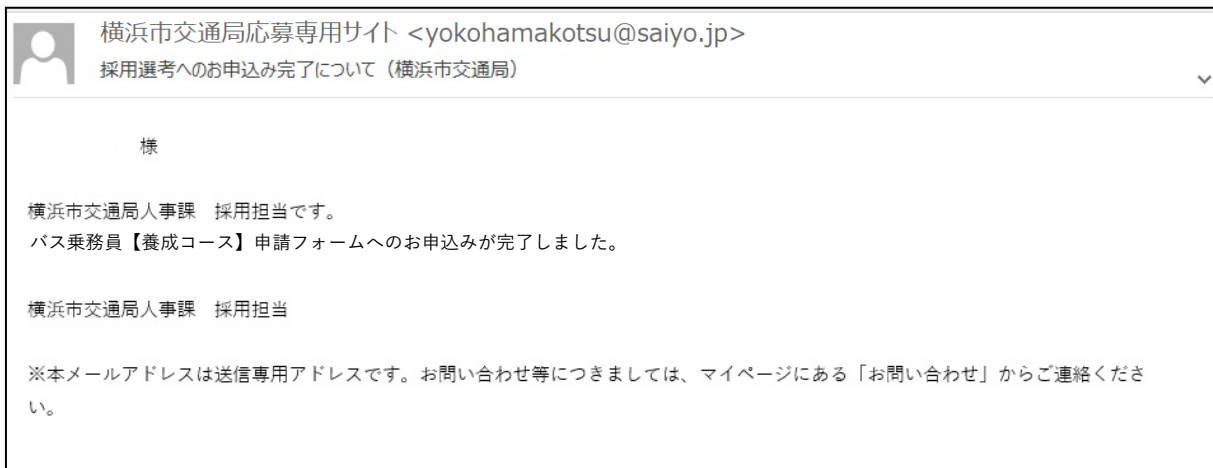 横浜市交通局応募専用サイト <yokohamakotsu@saiyo.jp>
採用選考へのお申込み完了について（横浜市交通局）
様
横浜市交通局人事課　採用担当です。
バス乗務員【養成コース】申請フォームへのお申込みが完了しました。
横浜市交通局人事課　採用担当
※本メールアドレスは送信専用アドレスです。お問い合わせ等につきましては、マイページにある「お問い合わせ」からご連絡くださ
い。